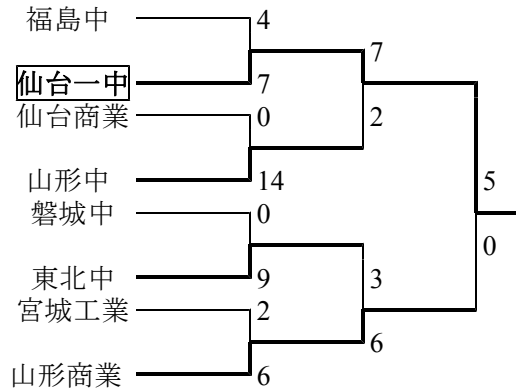 福島中 4
7
仙台一中 7
仙台商業 0
2
山形中 14
5
磐城中 0
0
東北中 9
3
宮城工業 2
6
山形商業 6